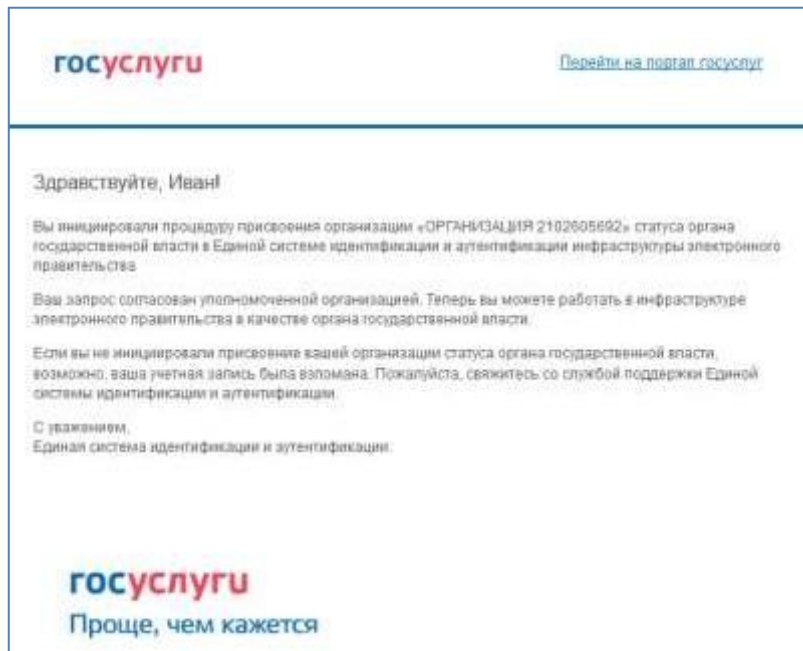 госуслуги
Перейти на портал госуслуг
Здравствуйте, Иван!
Вы инициировали процедуру присвоения организации «ОРГАНИЗАЦИЯ 2102605692» статуса органа
государственной власти в Единой системе идентификации и аутентификации инфраструктуры электронного
правительства
Ваш запрос согласован уполномоченной организацией. Теперь вы можете работать в инфраструктуре
электронного правительства в качестве органа государственной власти.
Если вы не инициировали присвоение вашей организации статуса органа государственной власти,
возможно, ваша учетная запись была взломана. Пожалуйста, свяжитесь со службой поддержки Единой
системы идентификации и аутентификации.
С уважением,
Единая система идентификации и аутентификации.
госуслуги
Проще, чем кажется